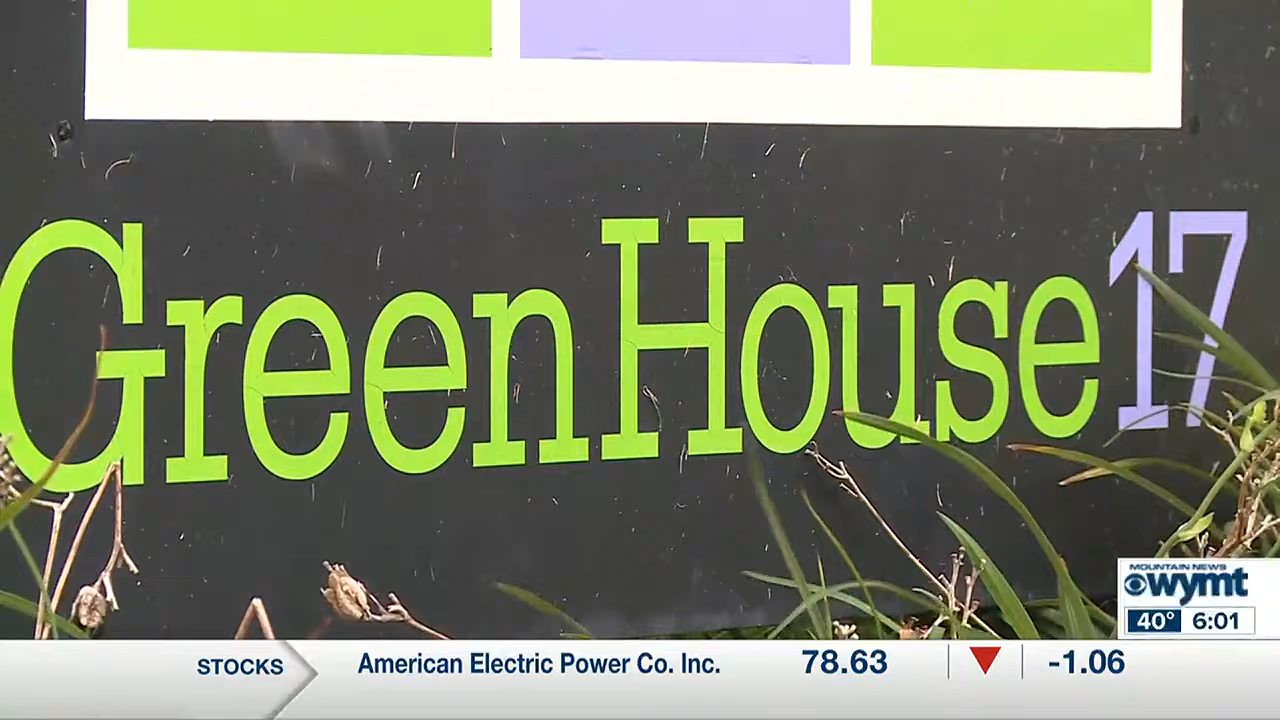 GreenHouse17
MOUNTAIN NEWS
wymt
40° 6:01
STOCKS American Electric Power Co. Inc. 78.63 -1.06